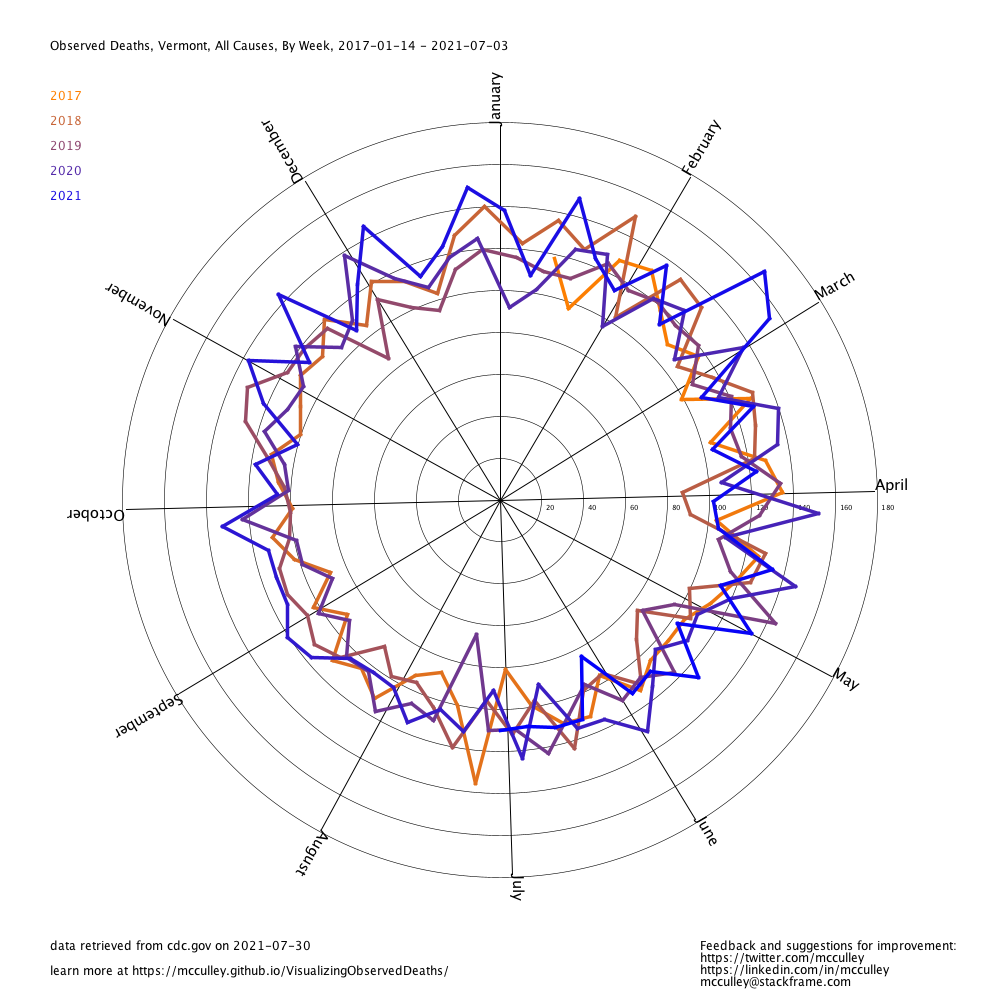 Observed Deaths, Vermont, All Causes, By Week, 2017-01-14 - 2021-07-03
2017
2018
2019
2020
2021
January
February
March
April
May
June
July
August
September
October
November
December
20
40
60
80
100
120
140
160
180
data retrieved from cdc.gov on 2021-07-30
learn more at https://mcculley.github.io/VisualizingObservedDeaths/
Feedback and suggestions for improvement:
https://twitter.com/mcculley
https://linkedin.com/in/mcculley
mcculley@stackframe.com